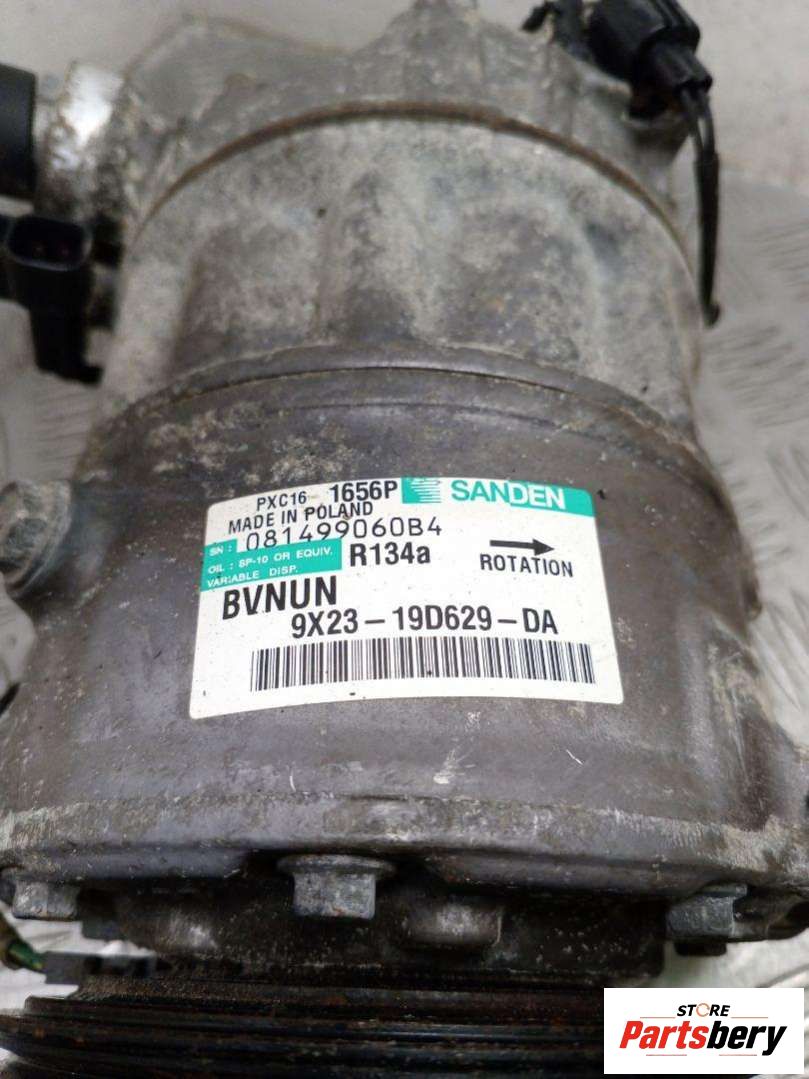 PXC16 1656P SANDEN
MADE IN POLAND
SN : 081499060B4
OIL : SP-10 OR EQUIV. R134a
VARIABLE DISP. ROTATION
BVNUN
9X23-19D629-DA
STORE
Partsbery